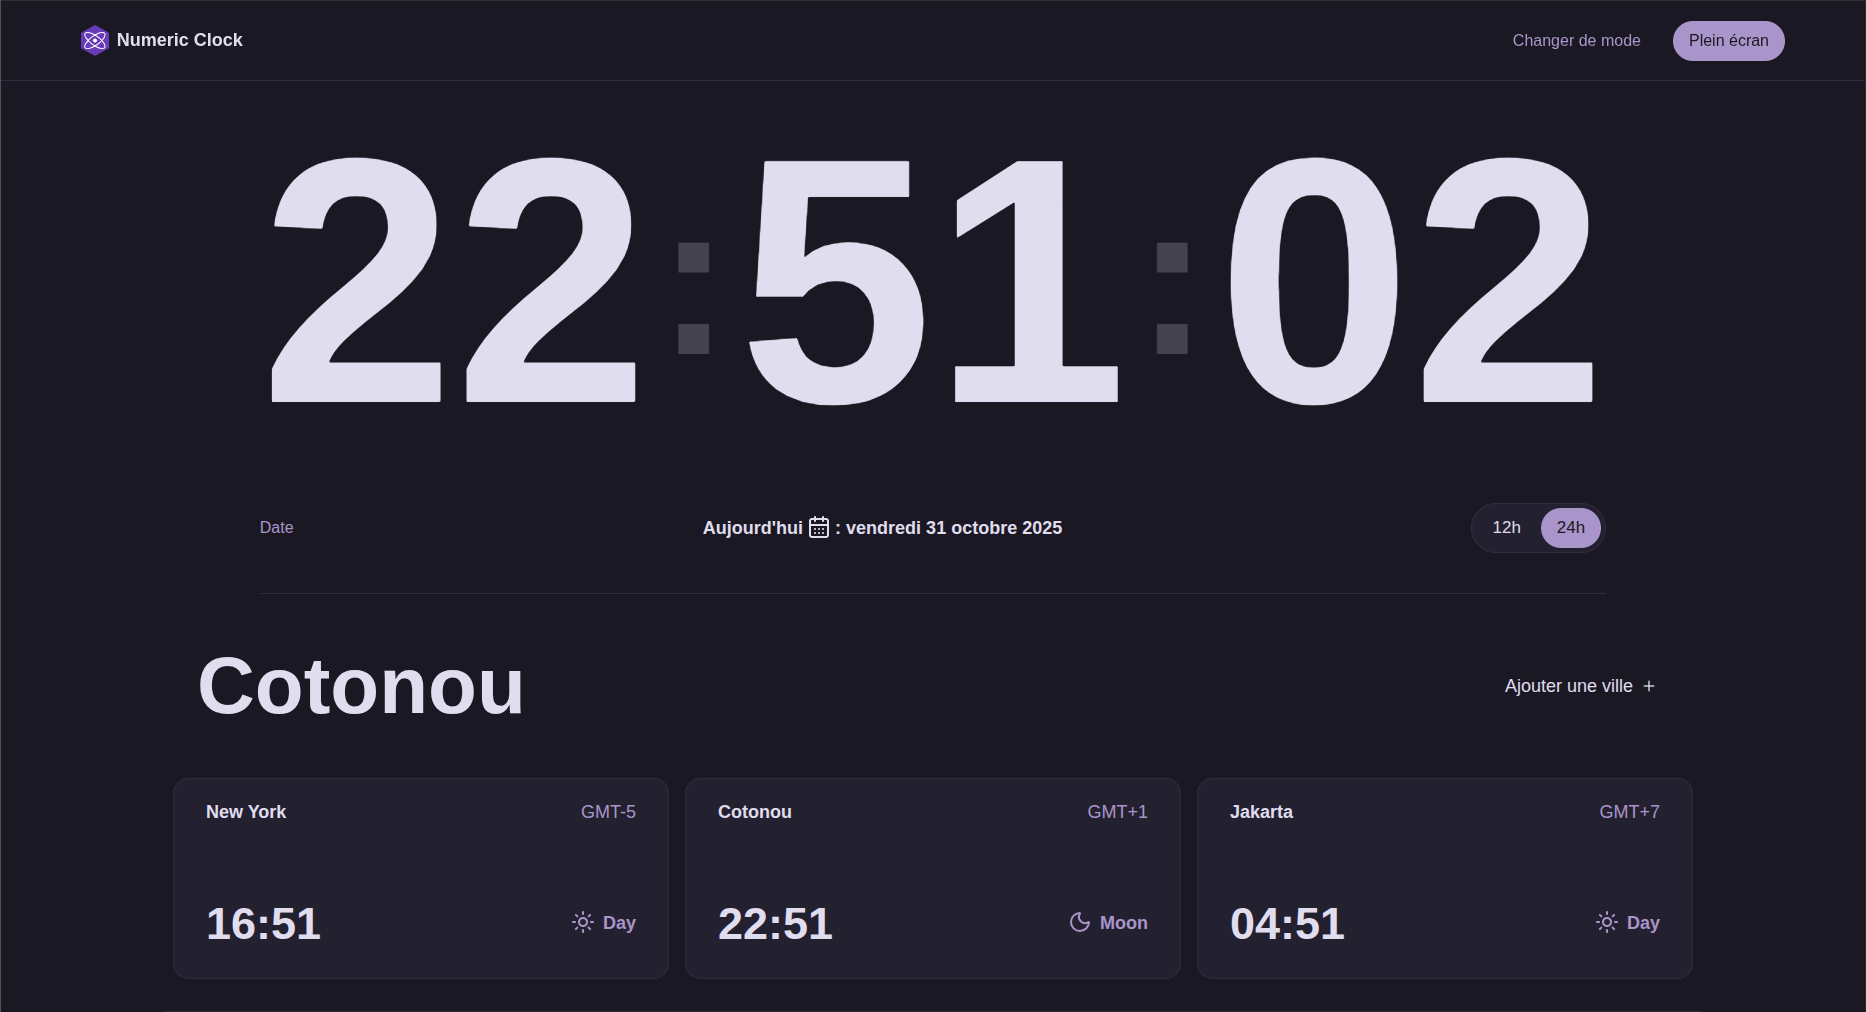 Numeric Clock
Changer de mode
Plein écran
22:51:02
Date
Aujourd'hui : vendredi 31 octobre 2025
12h
24h
Cotonou
Ajouter une ville +
New York
GMT-5
16:51
Day
Cotonou
GMT+1
22:51
Moon
Jakarta
GMT+7
04:51
Day